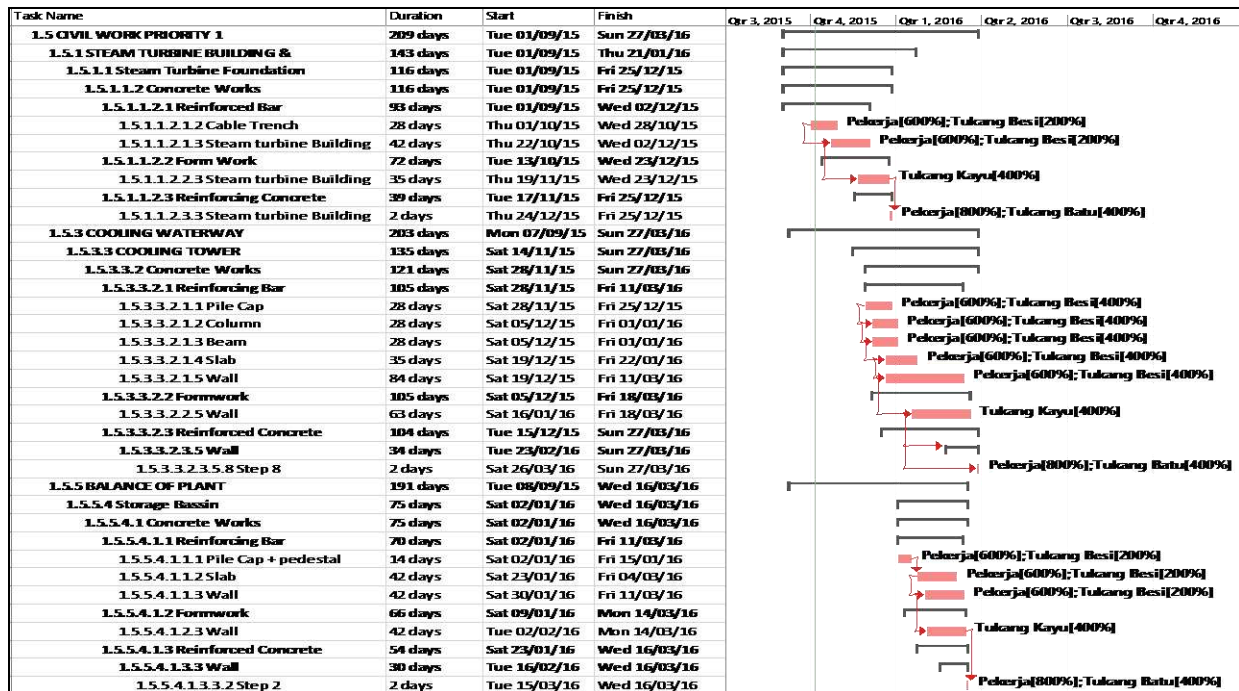 Task Name Duration Start Finish Qtr 3, 2015 Qtr 4, 2015 Qtr 1, 2016 Qtr 2, 2016 Qtr 3, 2016 Qtr 4, 2016
1.5 CIVIL WORK PRIORITY 1 209 days Tue 01/09/15 Sun 27/03/16
1.5.1 STEAM TURBINE BUILDING & 143 days Tue 01/09/15 Thu 21/01/16
1.5.1.1 Steam Turbine Foundation 116 days Tue 01/09/15 Fri 25/12/15
1.5.1.1.2 Concrete Works 116 days Tue 01/09/15 Fri 25/12/15
1.5.1.1.2.1 Reinforced Bar 93 days Tue 01/09/15 Wed 02/12/15
1.5.1.1.2.1.2 Cable Trench 28 days Thu 01/10/15 Wed 28/10/15 Pekerja[600%];Tukang Besi[200%]
1.5.1.1.2.1.3 Steam turbine Building 42 days Thu 22/10/15 Wed 02/12/15 Pekerja[600%];Tukang Besi[200%]
1.5.1.1.2.2 Form Work 72 days Tue 13/10/15 Wed 23/12/15
1.5.1.1.2.2.3 Steam turbine Building 35 days Thu 19/11/15 Wed 23/12/15 Tukang Kayu[400%]
1.5.1.1.2.3 Reinforcing Concrete 39 days Tue 17/11/15 Fri 25/12/15
1.5.1.1.2.3.3 Steam turbine Building 2 days Thu 24/12/15 Fri 25/12/15 Pekerja[800%];Tukang Batu[400%]
1.5.3 COOLING WATERWAY 203 days Mon 07/09/15 Sun 27/03/16
1.5.3.3 COOLING TOWER 135 days Sat 14/11/15 Sun 27/03/16
1.5.3.3.2 Concrete Works 121 days Sat 28/11/15 Sun 27/03/16
1.5.3.3.2.1 Reinforcing Bar 105 days Sat 28/11/15 Fri 11/03/16
1.5.3.3.2.1.1 Pile Cap 28 days Sat 28/11/15 Fri 25/12/15 Pekerja[600%];Tukang Besi[400%]
1.5.3.3.2.1.2 Column 28 days Sat 05/12/15 Fri 01/01/16 Pekerja[600%];Tukang Besi[400%]
1.5.3.3.2.1.3 Beam 28 days Sat 05/12/15 Fri 01/01/16 Pekerja[600%];Tukang Besi[400%]
1.5.3.3.2.1.4 Slab 35 days Sat 19/12/15 Fri 22/01/16 Pekerja[600%];Tukang Besi[400%]
1.5.3.3.2.1.5 Wall 84 days Sat 19/12/15 Fri 11/03/16 Pekerja[600%];Tukang Besi[400%]
1.5.3.3.2.2 Formwork 105 days Sat 05/12/15 Fri 18/03/16
1.5.3.3.2.2.5 Wall 63 days Sat 16/01/16 Fri 18/03/16 Tukang Kayu[400%]
1.5.3.3.2.3 Reinforced Concrete 104 days Tue 15/12/15 Sun 27/03/16
1.5.3.3.2.3.5 Wall 34 days Tue 23/02/16 Sun 27/03/16
1.5.3.3.2.3.5.8 Step 8 2 days Sat 26/03/16 Sun 27/03/16 Pekerja[800%];Tukang Batu[400%]
1.5.5 BALANCE OF PLANT 191 days Tue 08/09/15 Wed 16/03/16
1.5.5.4 Storage Bassin 75 days Sat 02/01/16 Wed 16/03/16
1.5.5.4.1 Concrete Works 75 days Sat 02/01/16 Wed 16/03/16
1.5.5.4.1.1 Reinforcing Bar 70 days Sat 02/01/16 Fri 11/03/16
1.5.5.4.1.1.1 Pile Cap + pedestal 14 days Sat 02/01/16 Fri 15/01/16 Pekerja[600%];Tukang Besi[200%]
1.5.5.4.1.1.2 Slab 42 days Sat 23/01/16 Fri 04/03/16 Pekerja[600%];Tukang Besi[200%]
1.5.5.4.1.1.3 Wall 42 days Sat 30/01/16 Fri 11/03/16 Pekerja[600%];Tukang Besi[200%]
1.5.5.4.1.2 Formwork 66 days Sat 09/01/16 Mon 14/03/16
1.5.5.4.1.2.3 Wall 42 days Tue 02/02/16 Mon 14/03/16 Tukang Kayu[400%]
1.5.5.4.1.3 Reinforced Concrete 54 days Sat 23/01/16 Wed 16/03/16
1.5.5.4.1.3.3 Wall 30 days Tue 16/02/16 Wed 16/03/16
1.5.5.4.1.3.3.2 Step 2 2 days Tue 15/03/16 Wed 16/03/16 Pekerja[800%];Tukang Batu[400%]